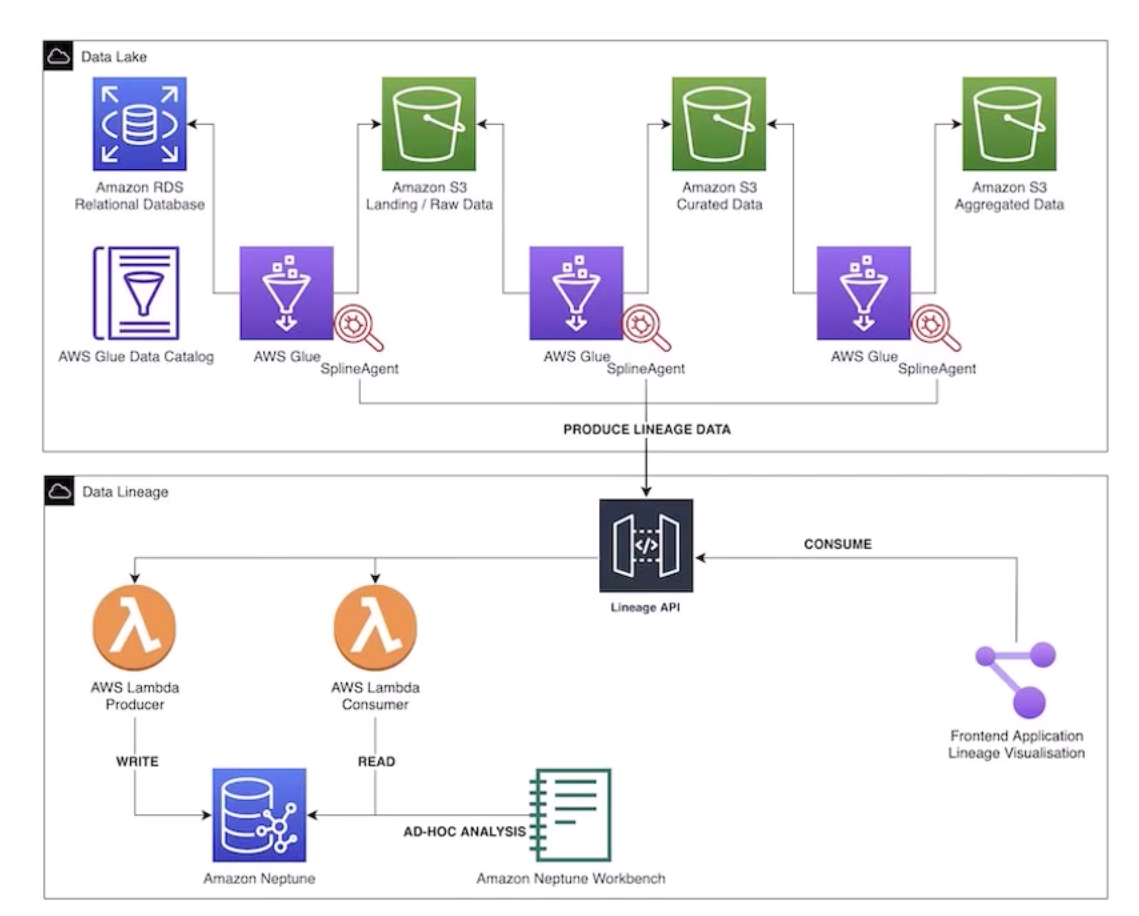 Data Lake
Amazon RDS
Relational Database
Amazon S3
Landing / Raw Data
Amazon S3
Curated Data
Amazon S3
Aggregated Data
AWS Glue Data Catalog
AWS Glue
SplineAgent
AWS Glue
SplineAgent
AWS Glue
SplineAgent
PRODUCE LINEAGE DATA
Data Lineage
CONSUME
</>
Lineage API
AWS Lambda
Producer
AWS Lambda
Consumer
Frontend Application
Lineage Visualisation
WRITE
READ
AD-HOC ANALYSIS
Amazon Neptune
Amazon Neptune Workbench